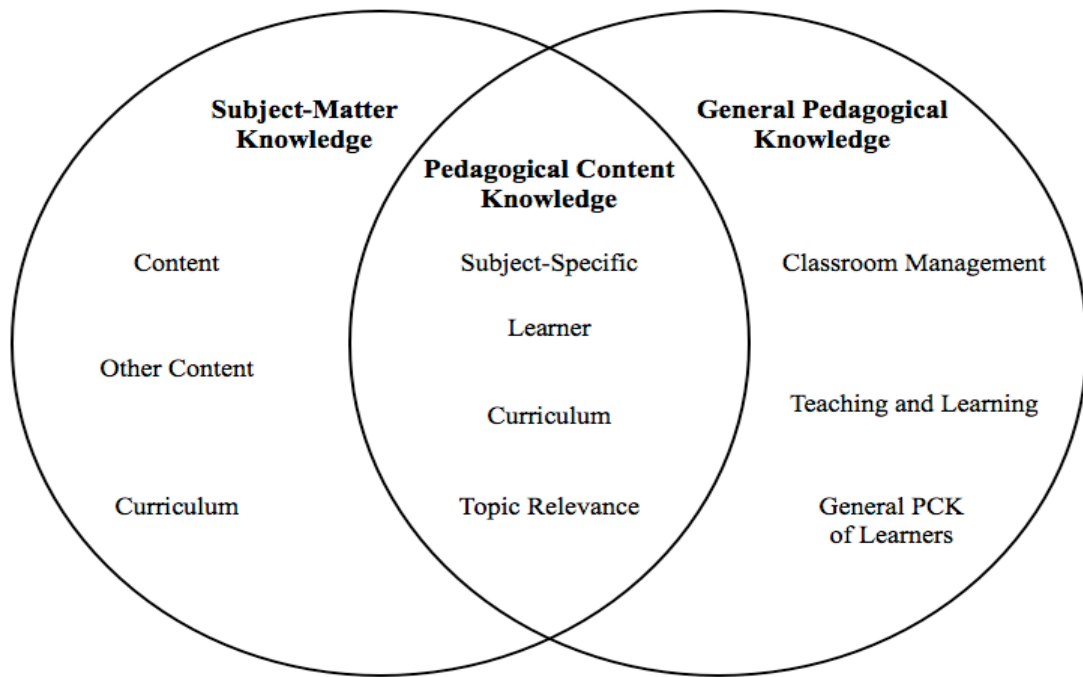 Subject-Matter
Knowledge
Content
Other Content
Curriculum
Pedagogical Content
Knowledge
Subject-Specific
Learner
Curriculum
Topic Relevance
General Pedagogical
Knowledge
Classroom Management
Teaching and Learning
General PCK
of Learners